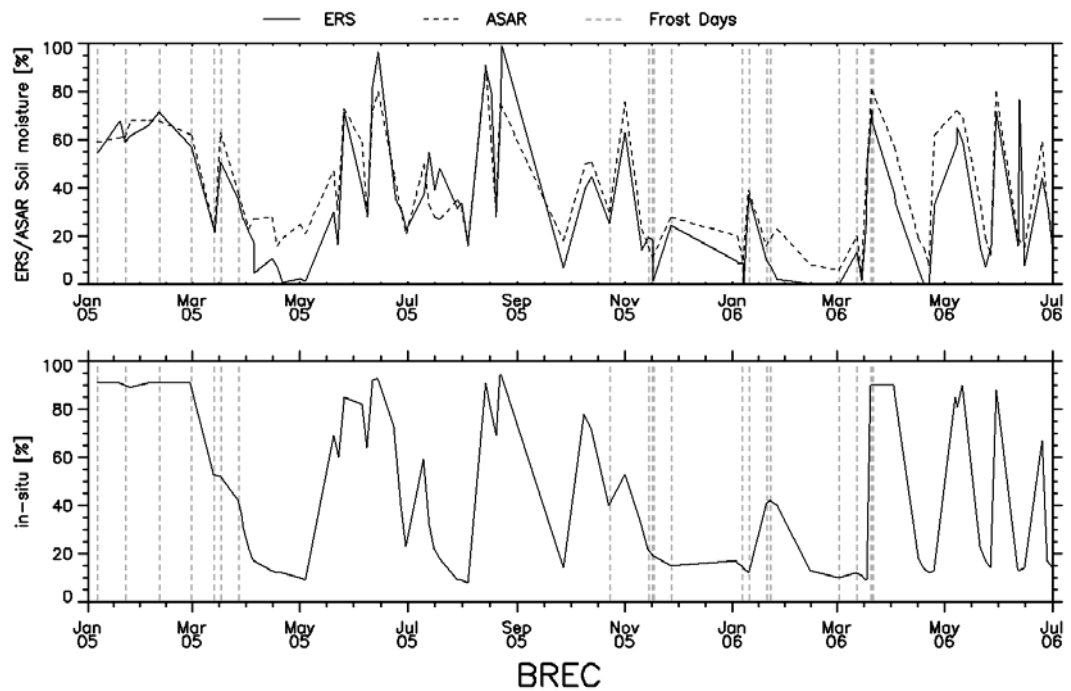 ERS ASAR Frost Days
ERS/ASAR Soil moisture [%]
100
80
60
40
20
0
Jan 05 Mar 05 May 05 Jul 05 Sep 05 Nov 05 Jan 06 Mar 06 May 06 Jul 06
in-situ [%]
100
80
60
40
20
0
Jan 05 Mar 05 May 05 Jul 05 Sep 05 Nov 05 Jan 06 Mar 06 May 06 Jul 06
BREC